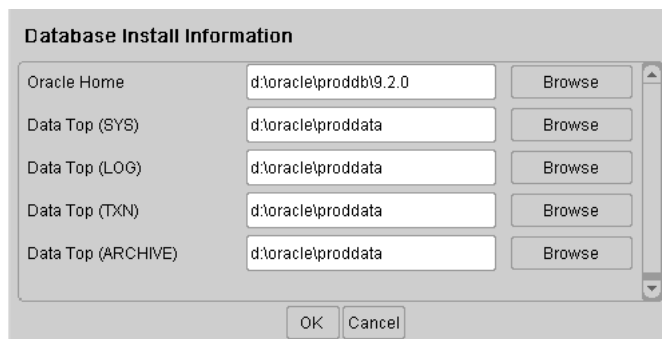 Database Install Information
Oracle Home d:\oracle\proddb\9.2.0 Browse
Data Top (SYS) d:\oracle\proddata Browse
Data Top (LOG) d:\oracle\proddata Browse
Data Top (TXN) d:\oracle\proddata Browse
Data Top (ARCHIVE) d:\oracle\proddata Browse
OK Cancel